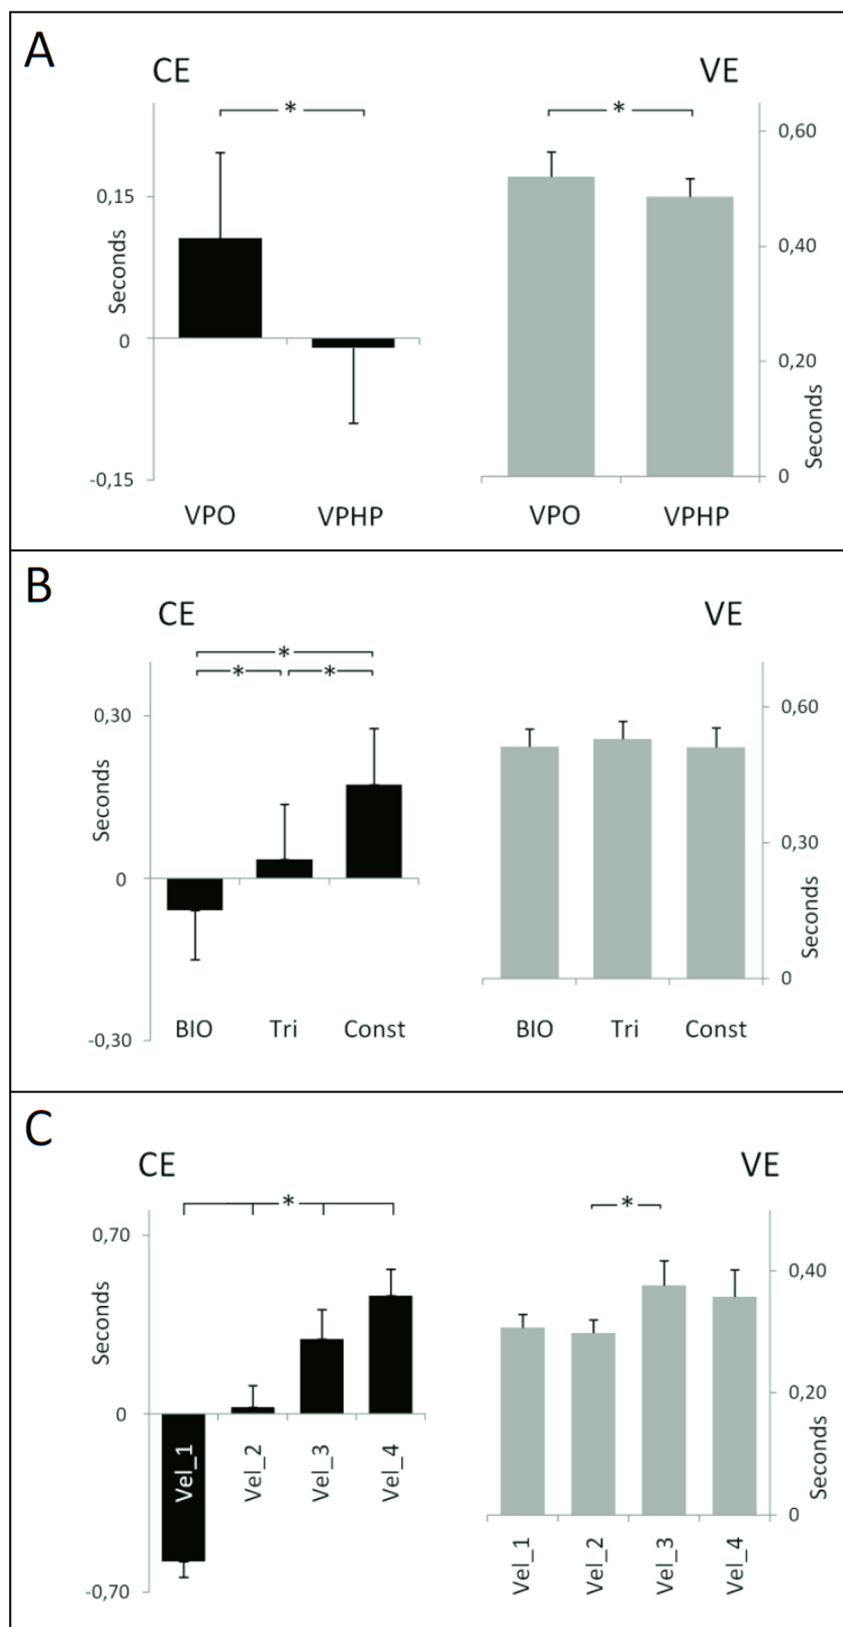 A
CE
VE
*
*
0,60
0,15
Seconds
0,40
0
0,20
Seconds
-0,15
0
VPO
VPHP
VPO
VPHP
B
CE
VE
*
*
*
0,30
0,60
Seconds
0,30
0
Seconds
0
-0,30
BIO
Tri
Const
BIO
Tri
Const
C
CE
VE
*
*
0,70
0,40
Seconds
0
0,20
Vel_1
Vel_2
Vel_3
Vel_4
Seconds
0
-0,70
Vel_1
Vel_2
Vel_3
Vel_4